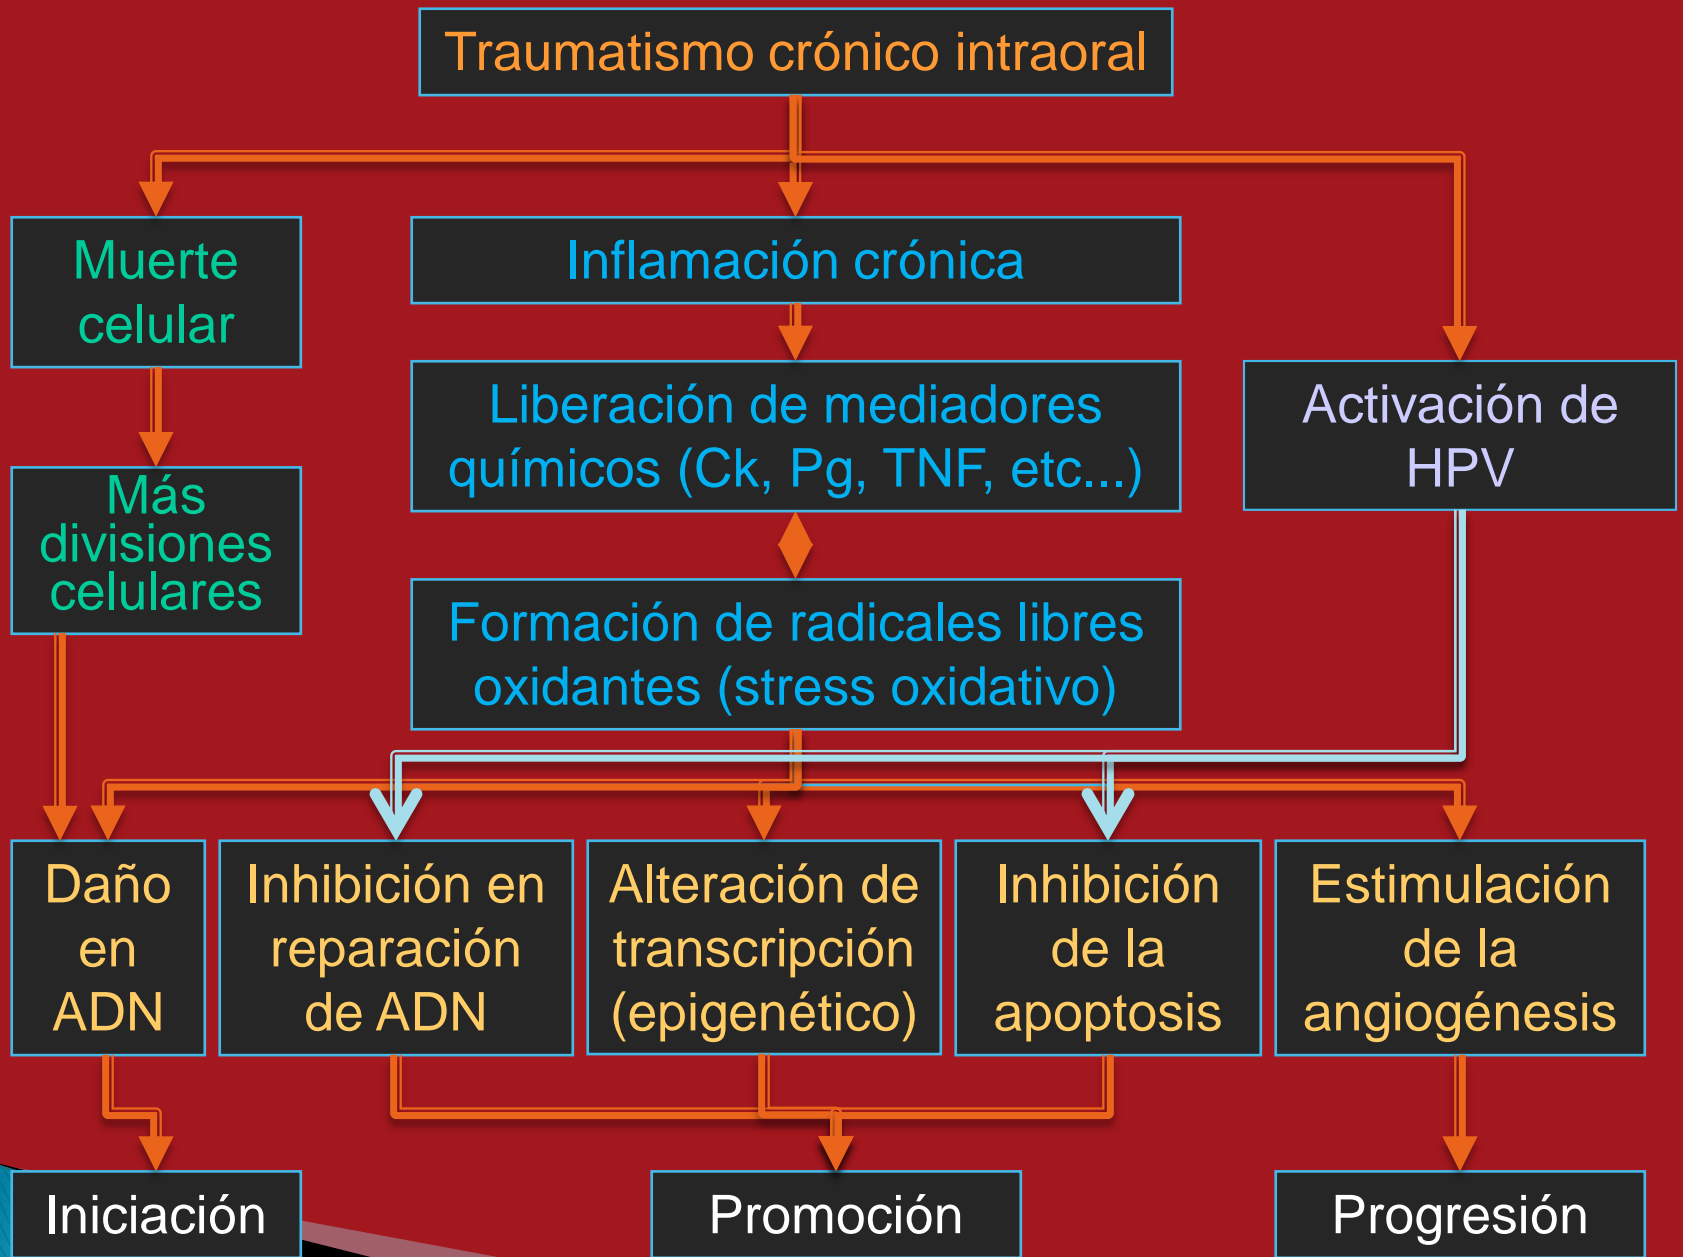 Traumatismo crónico intraoral
Muerte
celular
Inflamación crónica
Liberación de mediadores
químicos (Ck, Pg, TNF, etc...)
Activación de
HPV
Más
divisiones
celulares
Formación de radicales libres
oxidantes (stress oxidativo)
Daño
en
ADN
Inhibición en
reparación
de ADN
Alteración de
transcripción
(epigenético)
Inhibición
de la
apoptosis
Estimulación
de la
angiogénesis
Iniciación
Promoción
Progresión